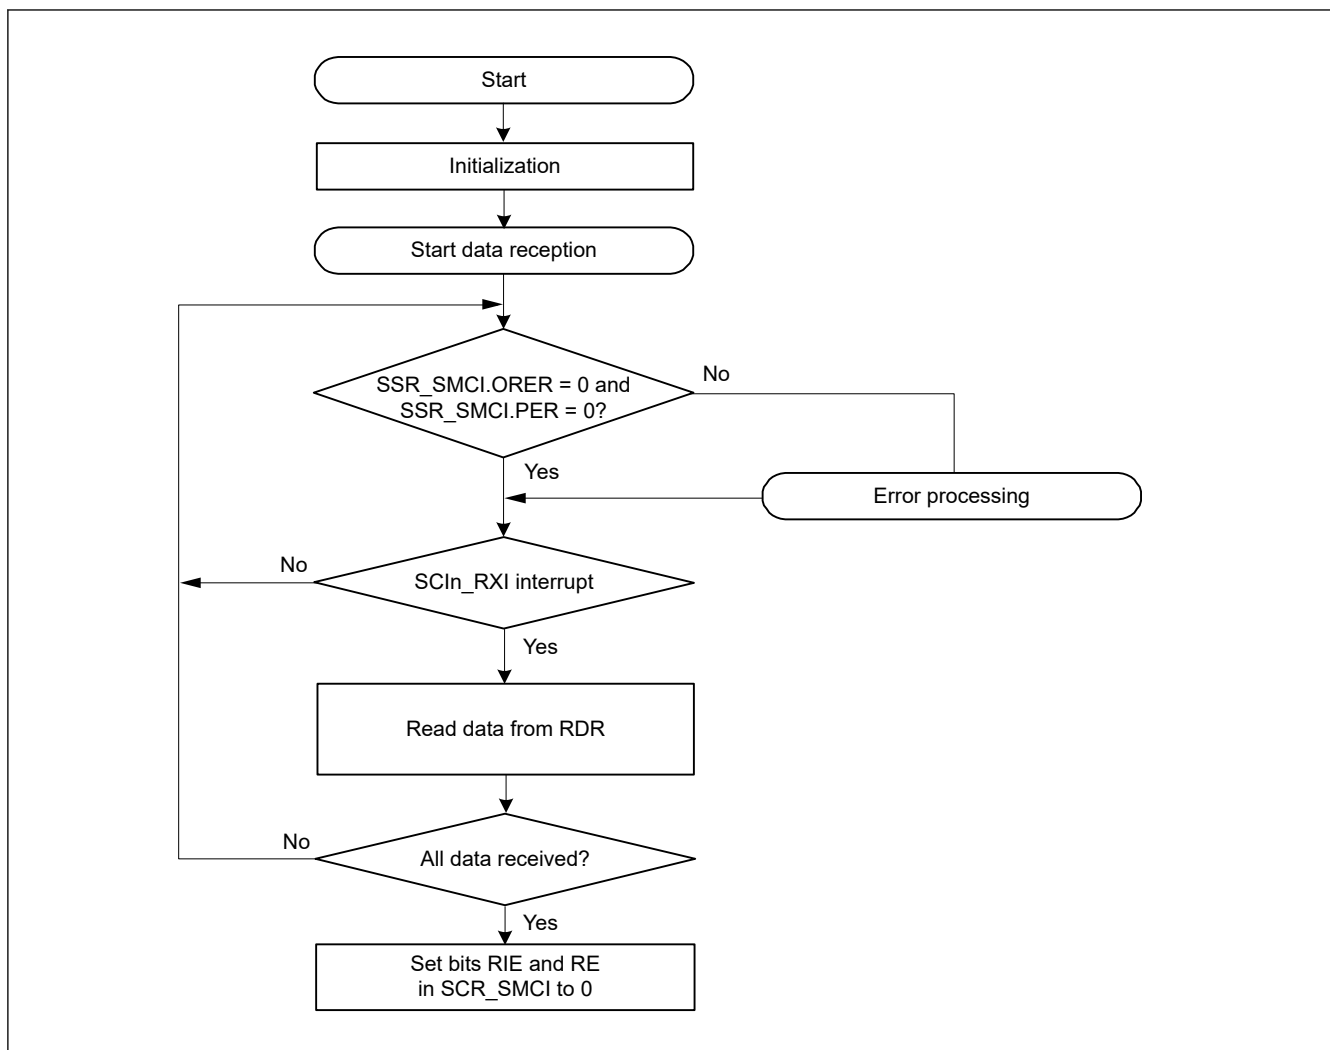 Start
Initialization
Start data reception
SSR_SMCI.ORER = 0 and
SSR_SMCI.PER = 0?
No
Yes
Error processing
SCIn_RXI interrupt
No
Yes
Read data from RDR
All data received?
No
Yes
Set bits RIE and RE
in SCR_SMCI to 0